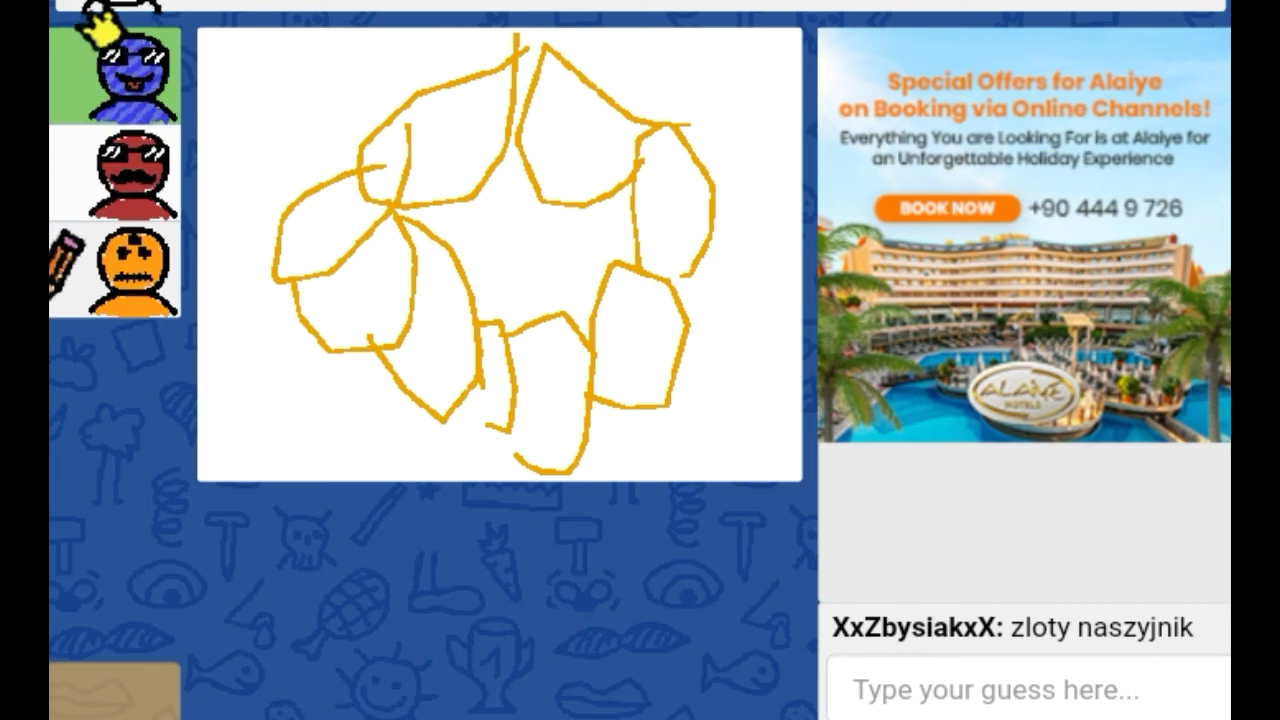 Special Offers for Alaiye
on Booking via Online Channels!
Everything You are Looking For is at Alaiye for
an Unforgettable Holiday Experience
BOOK NOW +90 444 9 726
ALAIYE
HOTELS
XxZbysiakxX: zloty naszyjnik
Type your guess here...